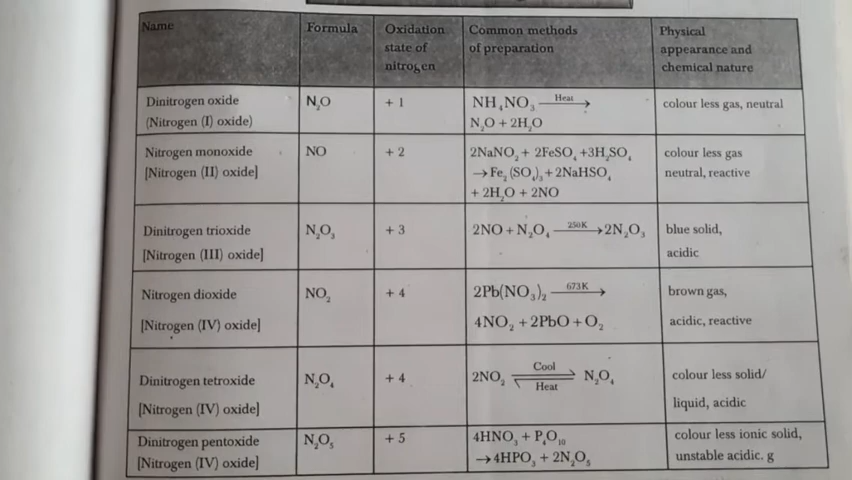 Name
Formula
Oxidation
state of
nitrogen
Common methods
of preparation
Physical
appearance and
chemical nature
Dinitrogen oxide
(Nitrogen (I) oxide)
N₂O
+ 1
NH₄NO₃ —Heat→
N₂O + 2H₂O
colour less gas, neutral
Nitrogen monoxide
[Nitrogen (II) oxide]
NO
+ 2
2NaNO₂ + 2FeSO₄ +3H₂SO₄
→Fe₂ (SO₄)₃ + 2NaHSO₄
+ 2H₂O + 2NO
colour less gas
neutral, reactive
Dinitrogen trioxide
[Nitrogen (III) oxide]
N₂O₃
+ 3
2NO + N₂O₄ —250K→ 2N₂O₃
blue solid,
acidic
Nitrogen dioxide
[Nitrogen (IV) oxide]
NO₂
+ 4
2Pb(NO₃)₂ —673K→
4NO₂ + 2PbO + O₂
brown gas,
acidic, reactive
Dinitrogen tetroxide
[Nitrogen (IV) oxide]
N₂O₄
+ 4
Cool
2NO₂ ⇌ N₂O₄
Heat
colour less solid/
liquid, acidic
Dinitrogen pentoxide
[Nitrogen (IV) oxide]
N₂O₅
+ 5
4HNO₃ + P₄O₁₀
→4HPO₃ + 2N₂O₅
colour less ionic solid,
unstable acidic. g